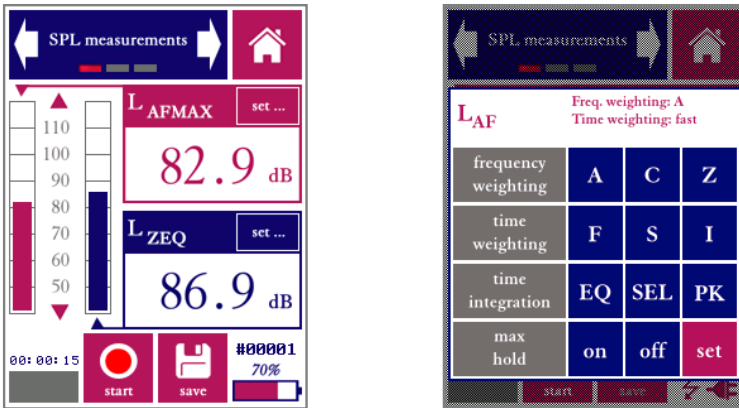 SPL measurements
L AFMAX
set ...
82.9 dB
110
100
90
80
70
60
50
L ZEQ
set ...
86.9 dB
00:00:15
start
save
#00001
70%
SPL measurements
LAF
Freq. weighting: A
Time weighting: fast
frequency
weighting
A
C
Z
time
weighting
F
S
I
time
integration
EQ
SEL
PK
max
hold
on
off
set
start
save